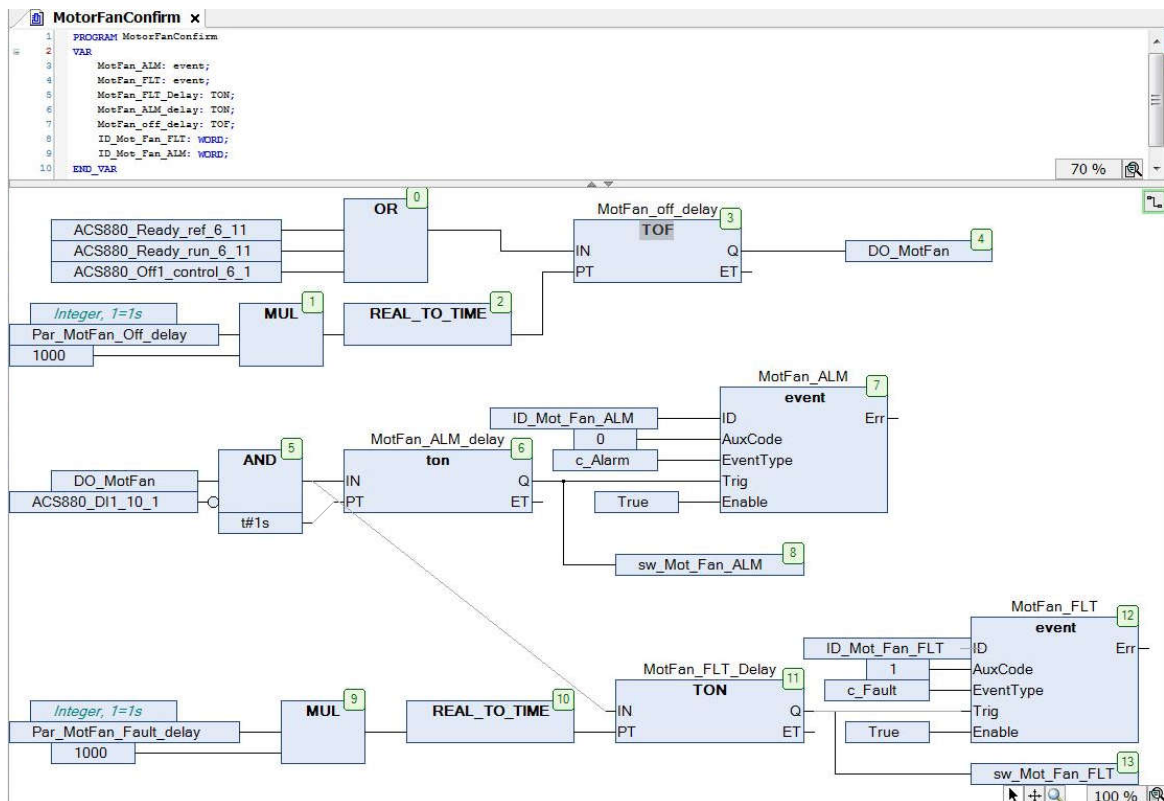 MotorFanConfirm ×
1 PROGRAM MotorFanConfirm
2 VAR
3 MotFan_ALM: event;
4 MotFan_FLT: event;
5 MotFan_FLT_Delay: TON;
6 MotFan_ALM_delay: TON;
7 MotFan_off_delay: TOF;
8 ID_Mot_Fan_FLT: WORD;
9 ID_Mot_Fan_ALM: WORD;
10 END_VAR
70 %
0
OR
ACS880_Ready_ref_6_11
ACS880_Ready_run_6_11
ACS880_Off1_control_6_1
MotFan_off_delay
3
TOF
IN Q
PT ET
4
DO_MotFan
Integer, 1=1s
Par_MotFan_Off_delay
1000
1
MUL
2
REAL_TO_TIME
MotFan_ALM
7
event
ID_Mot_Fan_ALM
0
c_Alarm
True
ID Err
AuxCode
EventType
Trig
Enable
DO_MotFan
ACS880_DI1_10_1
5
AND
t#1s
MotFan_ALM_delay
6
ton
IN Q
PT ET
8
sw_Mot_Fan_ALM
MotFan_FLT
12
event
ID_Mot_Fan_FLT
1
c_Fault
True
ID Err
AuxCode
EventType
Trig
Enable
Integer, 1=1s
Par_MotFan_Fault_delay
1000
9
MUL
10
REAL_TO_TIME
MotFan_FLT_Delay
11
TON
IN Q
PT ET
13
sw_Mot_Fan_FLT
100 %